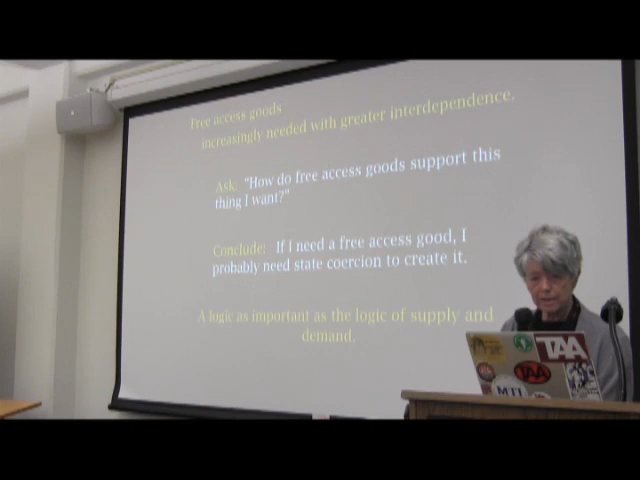 Free access goods
increasingly needed with greater interdependence.
Ask: "How do free access goods support this
thing I want?"
Conclude: If I need a free access good, I
probably need state coercion to create it.
A logic as important as the logic of supply and
demand.
TAA
TAA
MTI